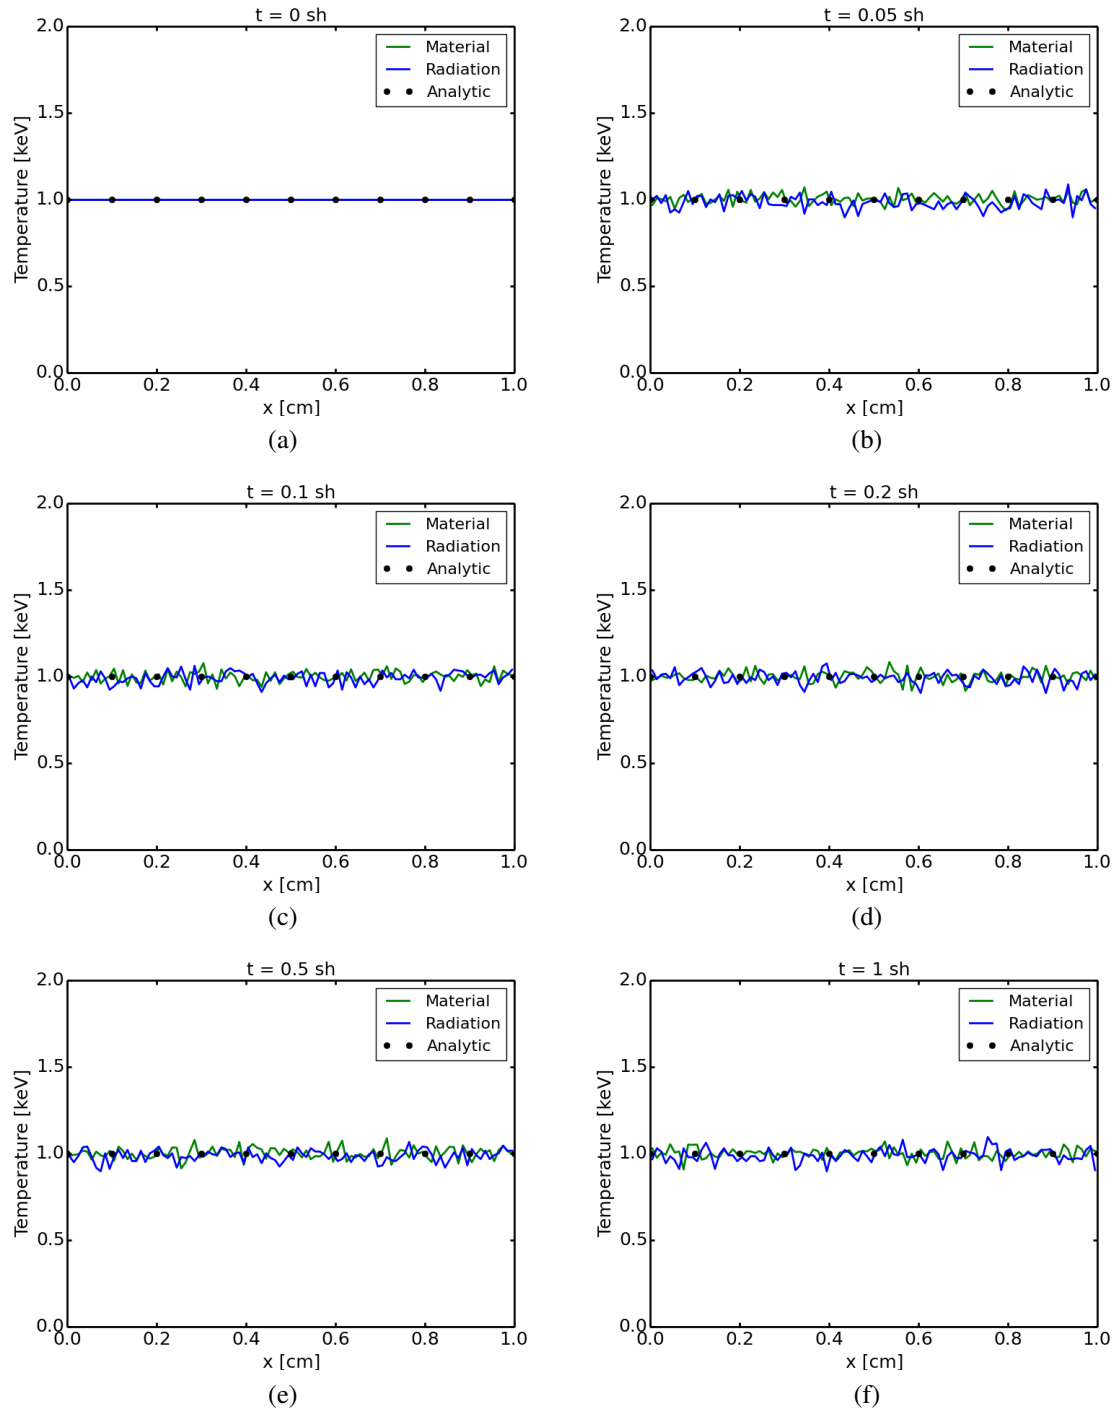 t = 0 sh
2.0
1.5
1.0
0.5
0.0
Temperature [keV]
Material
Radiation
Analytic
0.0 0.2 0.4 0.6 0.8 1.0
x [cm]
(a)
t = 0.05 sh
2.0
1.5
1.0
0.5
0.0
Temperature [keV]
Material
Radiation
Analytic
0.0 0.2 0.4 0.6 0.8 1.0
x [cm]
(b)
t = 0.1 sh
2.0
1.5
1.0
0.5
0.0
Temperature [keV]
Material
Radiation
Analytic
0.0 0.2 0.4 0.6 0.8 1.0
x [cm]
(c)
t = 0.2 sh
2.0
1.5
1.0
0.5
0.0
Temperature [keV]
Material
Radiation
Analytic
0.0 0.2 0.4 0.6 0.8 1.0
x [cm]
(d)
t = 0.5 sh
2.0
1.5
1.0
0.5
0.0
Temperature [keV]
Material
Radiation
Analytic
0.0 0.2 0.4 0.6 0.8 1.0
x [cm]
(e)
t = 1 sh
2.0
1.5
1.0
0.5
0.0
Temperature [keV]
Material
Radiation
Analytic
0.0 0.2 0.4 0.6 0.8 1.0
x [cm]
(f)